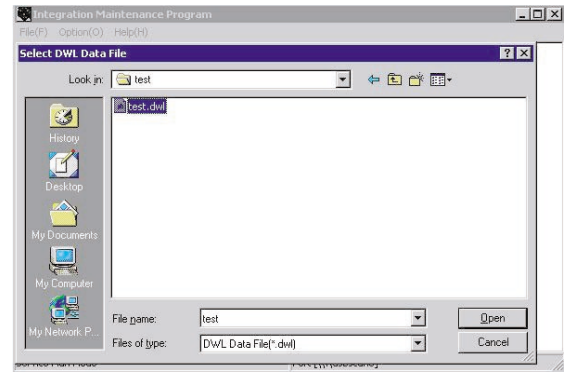 Integration Maintenance Program
File(F) Option(O) Help(H)
Select DWL Data File
Look in: test
test.dwl
History
Desktop
My Documents
My Computer
My Network P...
File name: test Open
Files of type: DWL Data File(*.dwl) Cancel